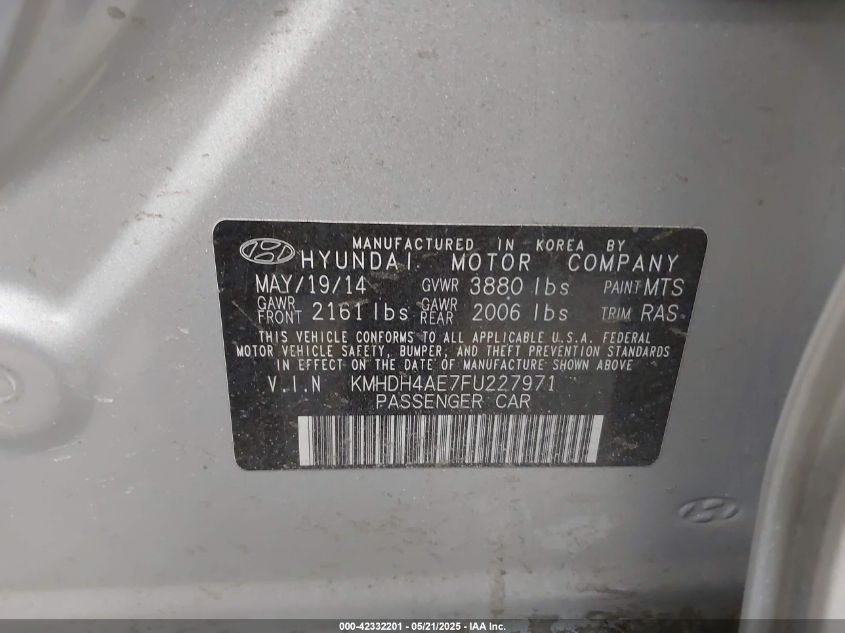 MANUFACTURED IN KOREA BY
HYUNDAI MOTOR COMPANY
MAY/19/14 GVWR 3880 lbs PAINT MTS
GAWR FRONT 2161 lbs GAWR REAR 2006 lbs TRIM RAS
THIS VEHICLE CONFORMS TO ALL APPLICABLE U.S.A. FEDERAL
MOTOR VEHICLE SAFETY, BUMPER, AND THEFT PREVENTION STANDARDS
IN EFFECT ON THE DATE OF MANUFACTURE SHOWN ABOVE
V.I.N KMHDH4AE7FU227971
PASSENGER CAR
000-42332201 - 05/21/2025 - IAA Inc.